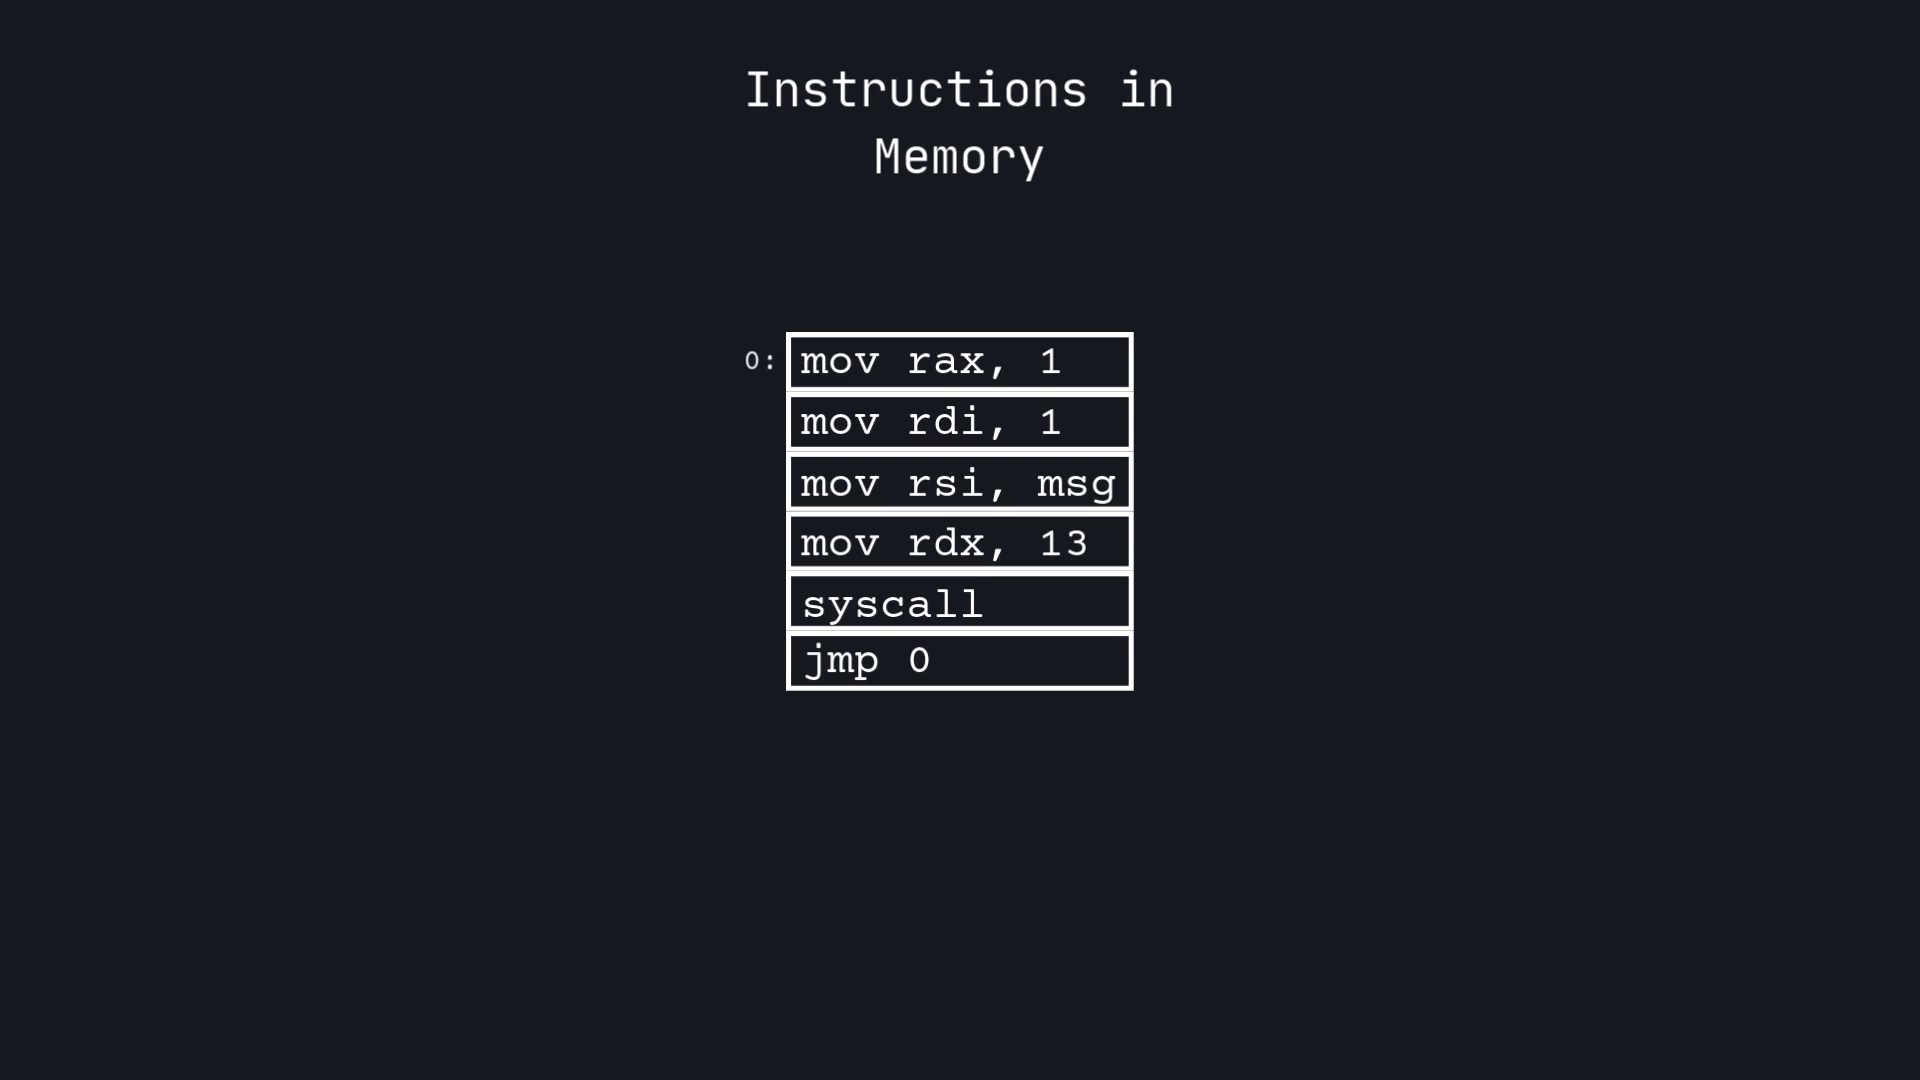 Instructions in
Memory
0: mov rax, 1
mov rdi, 1
mov rsi, msg
mov rdx, 13
syscall
jmp 0